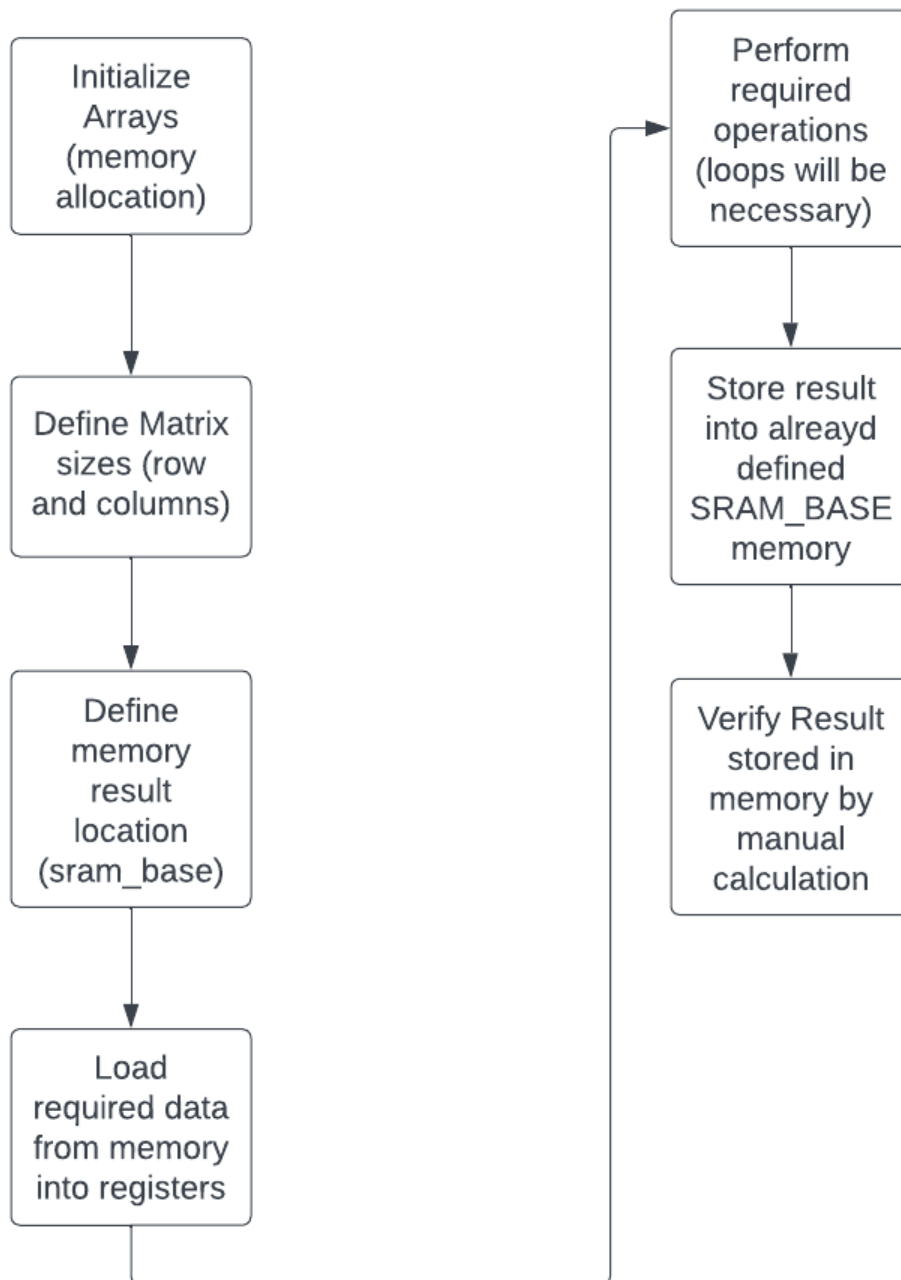 Initialize
Arrays
(memory
allocation)
Define Matrix
sizes (row
and columns)
Define
memory
result
location
(sram_base)
Load
required data
from memory
into registers
Perform
required
operations
(loops will be
necessary)
Store result
into alreayd
defined
SRAM_BASE
memory
Verify Result
stored in
memory by
manual
calculation